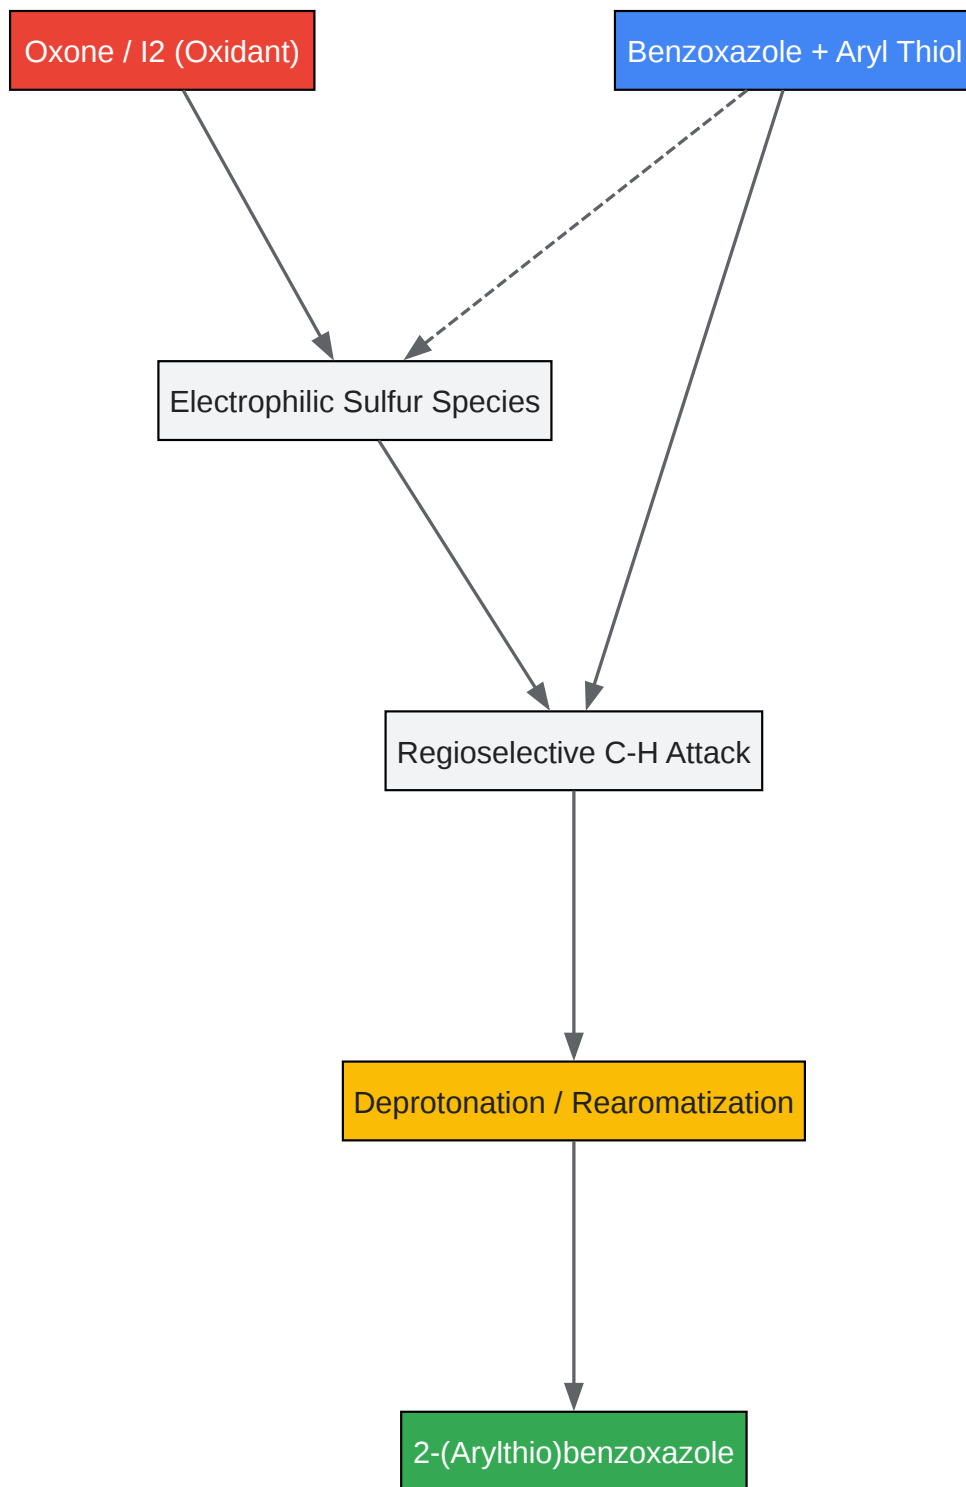 Oxone / I2 (Oxidant)
Benzoxazole + Aryl Thiol
Electrophilic Sulfur Species
Regioselective C-H Attack
Deprotonation / Rearomatization
2-(Arylthio)benzoxazole